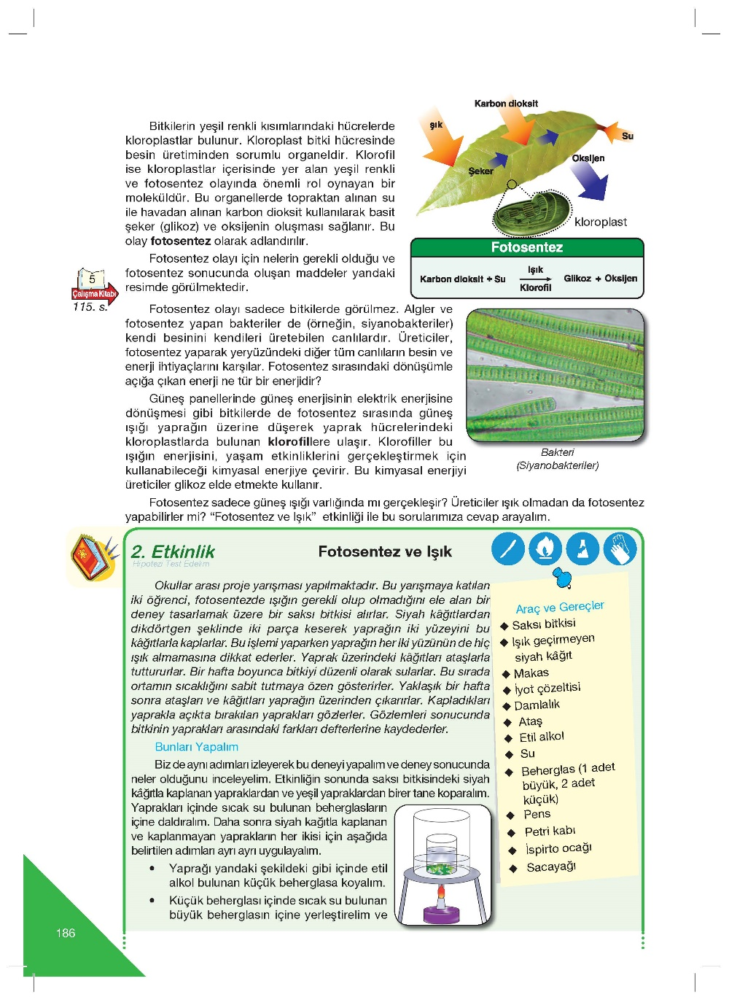 Karbon dioksit
şık
Su
Oksijen
Şeker
kloroplast
Bitkilerin yeşil renkli kısımlarındaki hücrelerde
kloroplastlar bulunur. Kloroplast bitki hücresinde
besin üretiminden sorumlu organeldir. Klorofil
ise kloroplastlar içerisinde yer alan yeşil renkli
ve fotosentez olayında önemli rol oynayan bir
moleküldür. Bu organellerde topraktan alınan su
ile havadan alınan karbon dioksit kullanılarak basit
şeker (glikoz) ve oksijenin oluşması sağlanır. Bu
olay fotosentez olarak adlandırılır.
Fotosentez olayı için nelerin gerekli olduğu ve
fotosentez sonucunda oluşan maddeler yandaki
resimde görülmektedir.
Fotosentez
Karbon dioksit + Su
Işık
Klorofil
Glikoz + Oksijen
5
Çalışma Kitabı
115. s.
Fotosentez olayı sadece bitkilerde görülmez. Algler ve
fotosentez yapan bakteriler de (örneğin, siyanobakteriler)
kendi besinini kendileri üretebilen canlılardır. Üreticiler,
fotosentez yaparak yeryüzündeki diğer tüm canlıların besin ve
enerji ihtiyaçlarını karşılar. Fotosentez sırasındaki dönüşümle
açığa çıkan enerji ne tür bir enerjidir?
Güneş panellerinde güneş enerjisinin elektrik enerjisine
dönüşmesi gibi bitkilerde de fotosentez sırasında güneş
ışığı yaprağın üzerine düşerek yaprak hücrelerindeki
kloroplastlarda bulunan klorofillere ulaşır. Klorofiller bu
ışığın enerjisini, yaşam etkinliklerini gerçekleştirmek için
kullanabileceği kimyasal enerjiye çevirir. Bu kimyasal enerjiyi
üreticiler glikoz elde etmekte kullanır.
Bakteri
(Siyanobakteriler)
Fotosentez sadece güneş ışığı varlığında mı gerçekleşir? Üreticiler ışık olmadan da fotosentez
yapabilirler mi? “Fotosentez ve Işık” etkinliği ile bu sorularımıza cevap arayalım.
2. Etkinlik
Hipotezi Test Edelim
Fotosentez ve Işık
Okullar arası proje yarışması yapılmaktadır. Bu yarışmaya katılan
iki öğrenci, fotosentezde ışığın gerekli olup olmadığını ele alan bir
deney tasarlamak üzere bir saksı bitkisi alırlar. Siyah kâğıtlardan
dikdörtgen şeklinde iki parça keserek yaprağın iki yüzeyini bu
kâğıtlarla kaplarlar. Bu işlemi yaparken yaprağın her iki yüzünün de hiç
ışık almamasına dikkat ederler. Yaprak üzerindeki kâğıtları ataşlarla
tuttururlar. Bir hafta boyunca bitkiyi düzenli olarak sularlar. Bu sırada
ortamın sıcaklığını sabit tutmaya özen gösterirler. Yaklaşık bir hafta
sonra ataşları ve kâğıtları yaprağın üzerinden çıkarırlar. Kapladıkları
yaprakla açıkta bırakılan yaprakları gözlerler. Gözlemleri sonucunda
bitkinin yaprakları arasındaki farkları defterlerine kaydederler.
Bunları Yapalım
Biz de aynı adımları izleyerek bu deneyi yapalım ve deney sonucunda
neler olduğunu inceleyelim. Etkinliğin sonunda saksı bitkisindeki siyah
kâğıtla kaplanan yapraklardan ve yeşil yapraklardan birer tane koparalım.
Yaprakları içinde sıcak su bulunan beherglasların
içine daldıralım. Daha sonra siyah kağıtla kaplanan
ve kaplanmayan yaprakların her ikisi için aşağıda
belirtilen adımları ayrı ayrı uygulayalım.
• Yaprağı yandaki şekildeki gibi içinde etil
alkol bulunan küçük beherglasa koyalım.
• Küçük beherglası içinde sıcak su bulunan
büyük beherglasın içine yerleştirelim ve
Araç ve Gereçler
◆ Saksı bitkisi
◆ Işık geçirmeyen
siyah kâğıt
◆ Makas
◆ İyot çözeltisi
◆ Damlalık
◆ Ataş
◆ Etil alkol
◆ Su
◆ Beherglas (1 adet
büyük, 2 adet
küçük)
◆ Pens
◆ Petri kabı
◆ İspirto ocağı
◆ Sacayağı
186